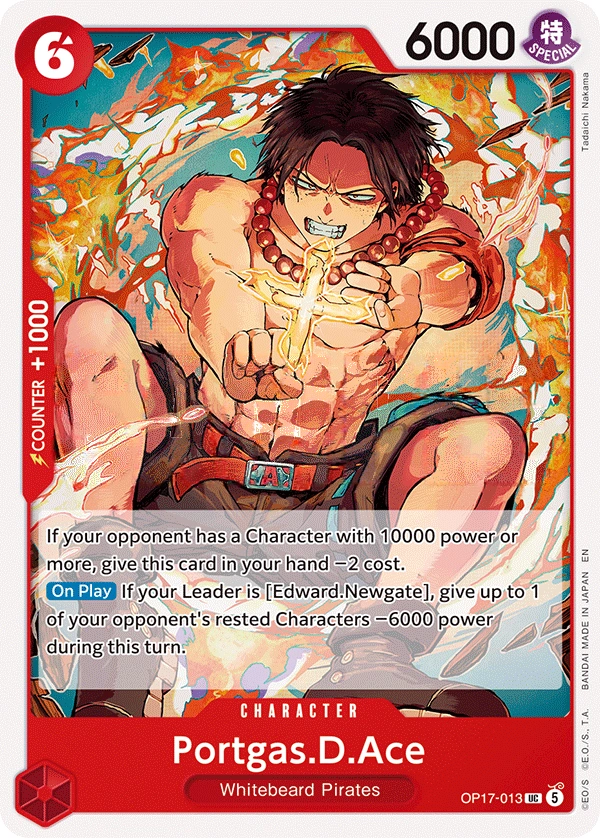 6
6000
特
SPECIAL
Tadaichi Nakama
COUNTER +1000
A
If your opponent has a Character with 10000 power or
more, give this card in your hand −2 cost.
On Play If your Leader is [Edward.Newgate], give up to 1
of your opponent's rested Characters −6000 power
during this turn.
CHARACTER
Portgas.D.Ace
Whitebeard Pirates
OP17-013 UC 5
©E.O/S ©E.O./S., T.A. BANDAI MADE IN JAPAN EN